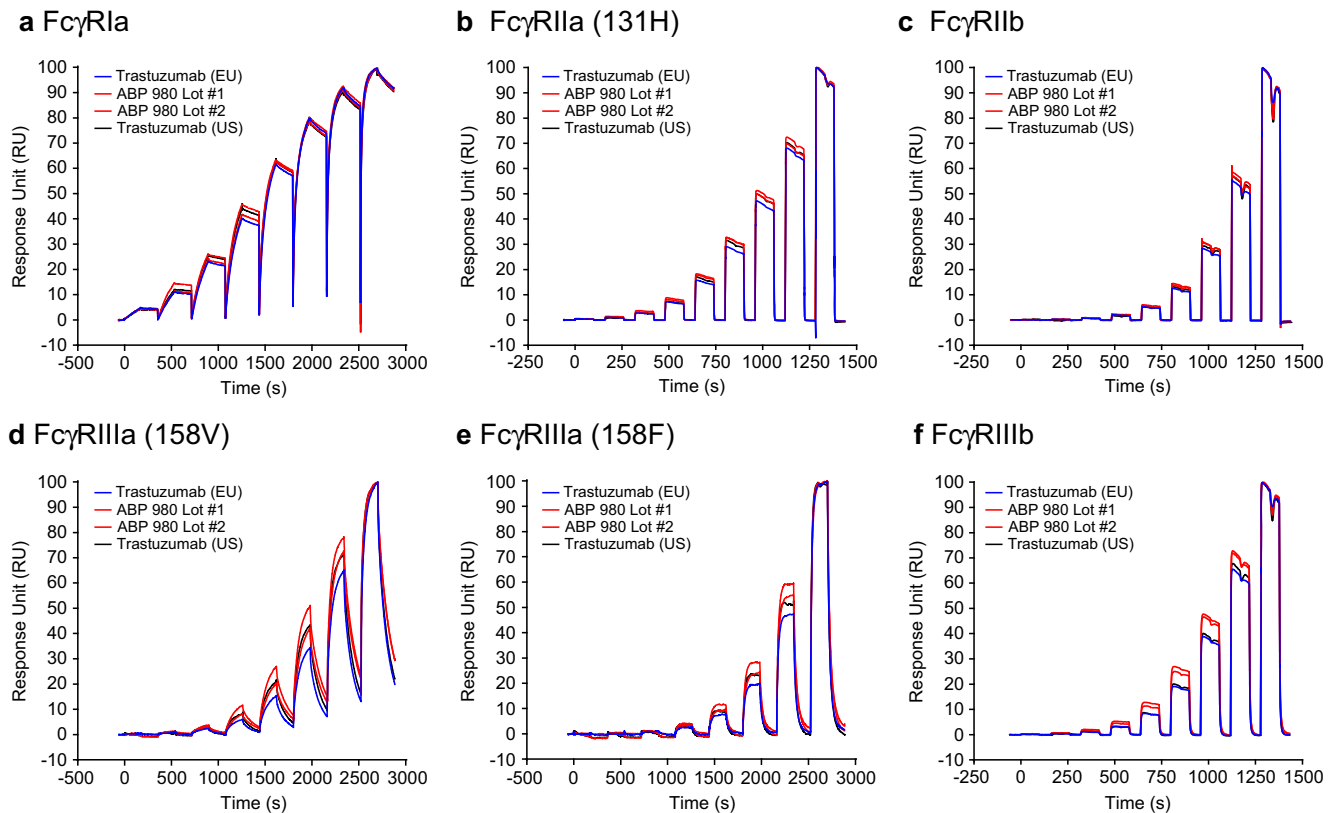 a FcγRIa
Trastuzumab (EU)
ABP 980 Lot #1
ABP 980 Lot #2
Trastuzumab (US)
Response Unit (RU)
100
90
80
70
60
50
40
30
20
10
0
-10
-500 0 500 1000 1500 2000 2500 3000
Time (s)
b FcγRIIa (131H)
Trastuzumab (EU)
ABP 980 Lot #1
ABP 980 Lot #2
Trastuzumab (US)
Response Unit (RU)
100
90
80
70
60
50
40
30
20
10
0
-10
-250 0 250 500 750 1000 1250 1500
Time (s)
c FcγRIIb
Trastuzumab (EU)
ABP 980 Lot #1
ABP 980 Lot #2
Trastuzumab (US)
Response Unit (RU)
100
90
80
70
60
50
40
30
20
10
0
-10
-250 0 250 500 750 1000 1250 1500
Time (s)
d FcγRIIIa (158V)
Trastuzumab (EU)
ABP 980 Lot #1
ABP 980 Lot #2
Trastuzumab (US)
Response Unit (RU)
100
90
80
70
60
50
40
30
20
10
0
-10
-500 0 500 1000 1500 2000 2500 3000
Time (s)
e FcγRIIIa (158F)
Trastuzumab (EU)
ABP 980 Lot #1
ABP 980 Lot #2
Trastuzumab (US)
Response Unit (RU)
100
90
80
70
60
50
40
30
20
10
0
-10
-500 0 500 1000 1500 2000 2500 3000
Time (s)
f FcγRIIIb
Trastuzumab (EU)
ABP 980 Lot #1
ABP 980 Lot #2
Trastuzumab (US)
Response Unit (RU)
100
90
80
70
60
50
40
30
20
10
0
-10
-250 0 250 500 750 1000 1250 1500
Time (s)